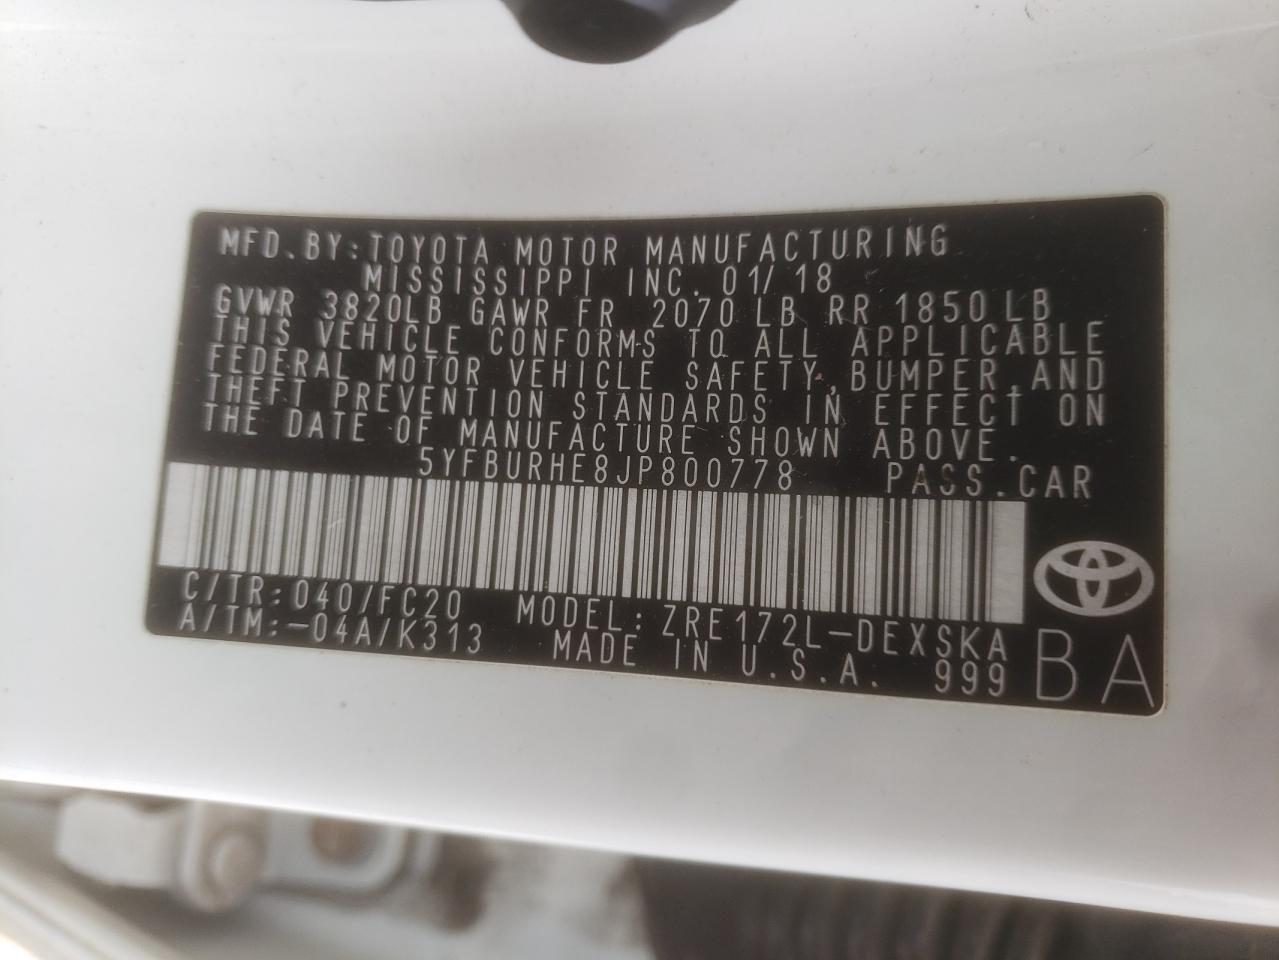 MFD.BY:TOYOTA MOTOR MANUFACTURING
MISSISSIPPI INC. 01/18
GVWR 3820LB GAWR FR 2070 LB RR 1850 LB
THIS VEHICLE CONFORMS TO ALL APPLICABLE
FEDERAL MOTOR VEHICLE SAFETY,BUMPER,AND
THEFT PREVENTION STANDARDS IN EFFECT ON
THE DATE OF MANUFACTURE SHOWN ABOVE.
5YFBURHE8JP800778 PASS.CAR
C/TR:040/FC20 MODEL:ZRE172L-DEXSKA
A/TM:-04A/K313 MADE IN U.S.A. 999 BA